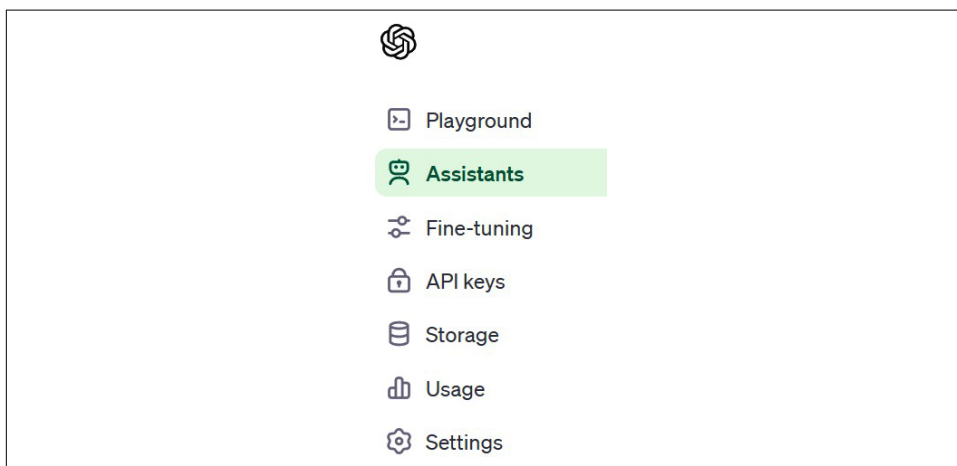 Playground
Assistants
Fine-tuning
API keys
Storage
Usage
Settings